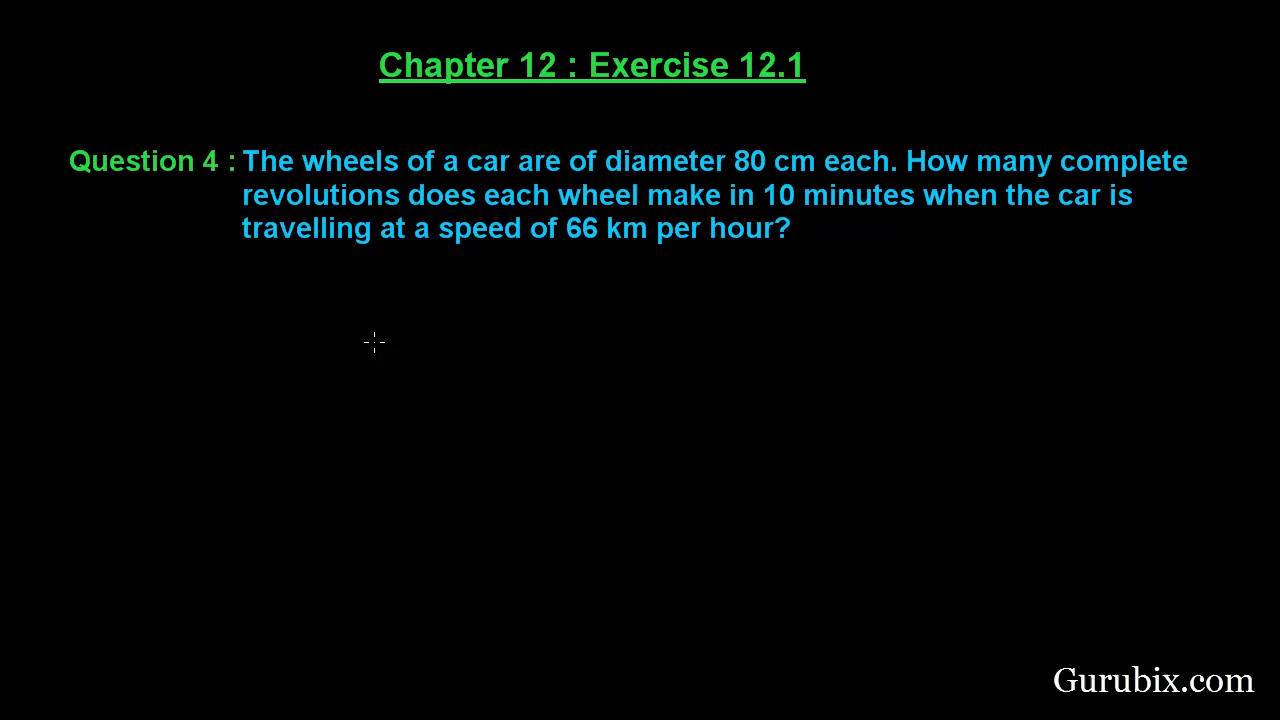 Chapter 12 : Exercise 12.1
Question 4 : The wheels of a car are of diameter 80 cm each. How many complete
revolutions does each wheel make in 10 minutes when the car is
travelling at a speed of 66 km per hour?
Gurubix.com